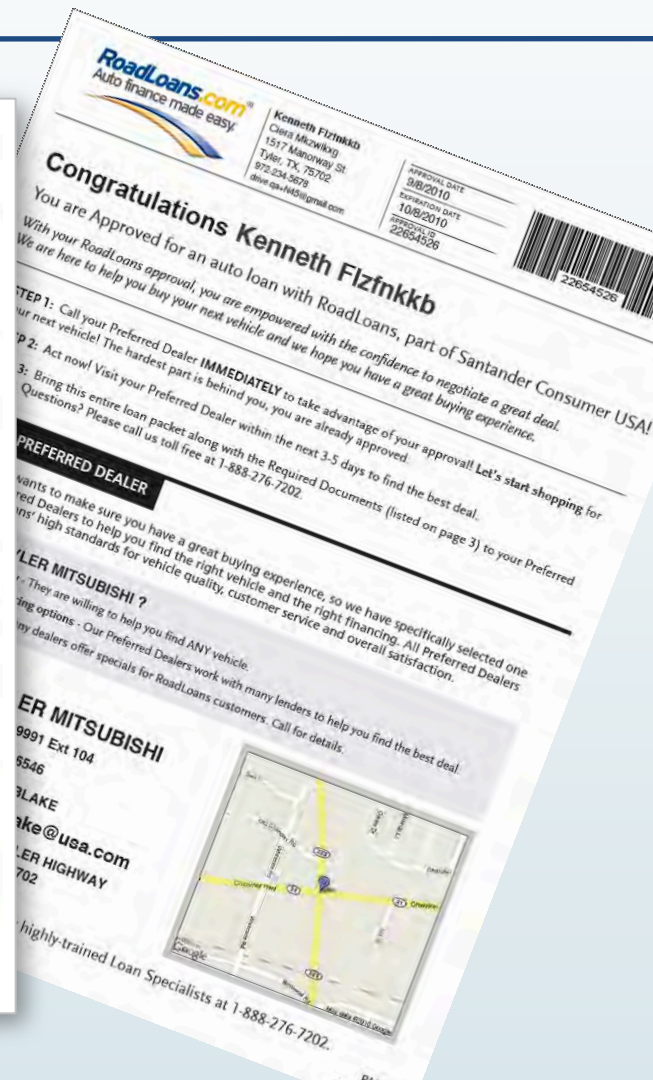 RoadLoans.com
Auto finance made easy.
Kenneth Flzfnkkb
Ciera Mkzwikxg
1517 Manorway St
Tyler, TX, 75702
972-234-5678
APPROVAL DATE
9/8/2010
EXPIRATION DATE
10/8/2010
APPROVAL ID
22654526
22654526
Congratulations Kenneth Flzfnkkb
You are Approved for an auto loan with RoadLoans, part of Santander Consumer USA!
With your RoadLoans approval, you are empowered with the confidence to negotiate a great deal.
We are here to help you buy your next vehicle and we hope you have a great buying experience.
STEP 1: Call your Preferred Dealer IMMEDIATELY to take advantage of your approval! Let's start shopping for
ur next vehicle! The hardest part is behind you, you are already approved.
P 2: Act now! Visit your Preferred Dealer within the next 3-5 days to find the best deal.
3: Bring this entire loan packet along with the Required Documents (listed on page 3) to your Preferred
Questions? Please call us toll free at 1-888-276-7202.
PREFERRED DEALER
wants to make sure you have a great buying experience, so we have specifically selected one
red Dealers to help you find the right vehicle and the right financing. All Preferred Dealers
ns' high standards for vehicle quality, customer service and overall satisfaction.
LER MITSUBISHI ?
- They are willing to help you find ANY vehicle.
ing options - Our Preferred Dealers work with many lenders to help you find the best deal.
ny dealers offer specials for RoadLoans customers. Call for details.
ER MITSUBISHI
9991 Ext 104
6546
BLAKE
ake@usa.com
LER HIGHWAY
702
Google
highly-trained Loan Specialists at 1-888-276-7202.